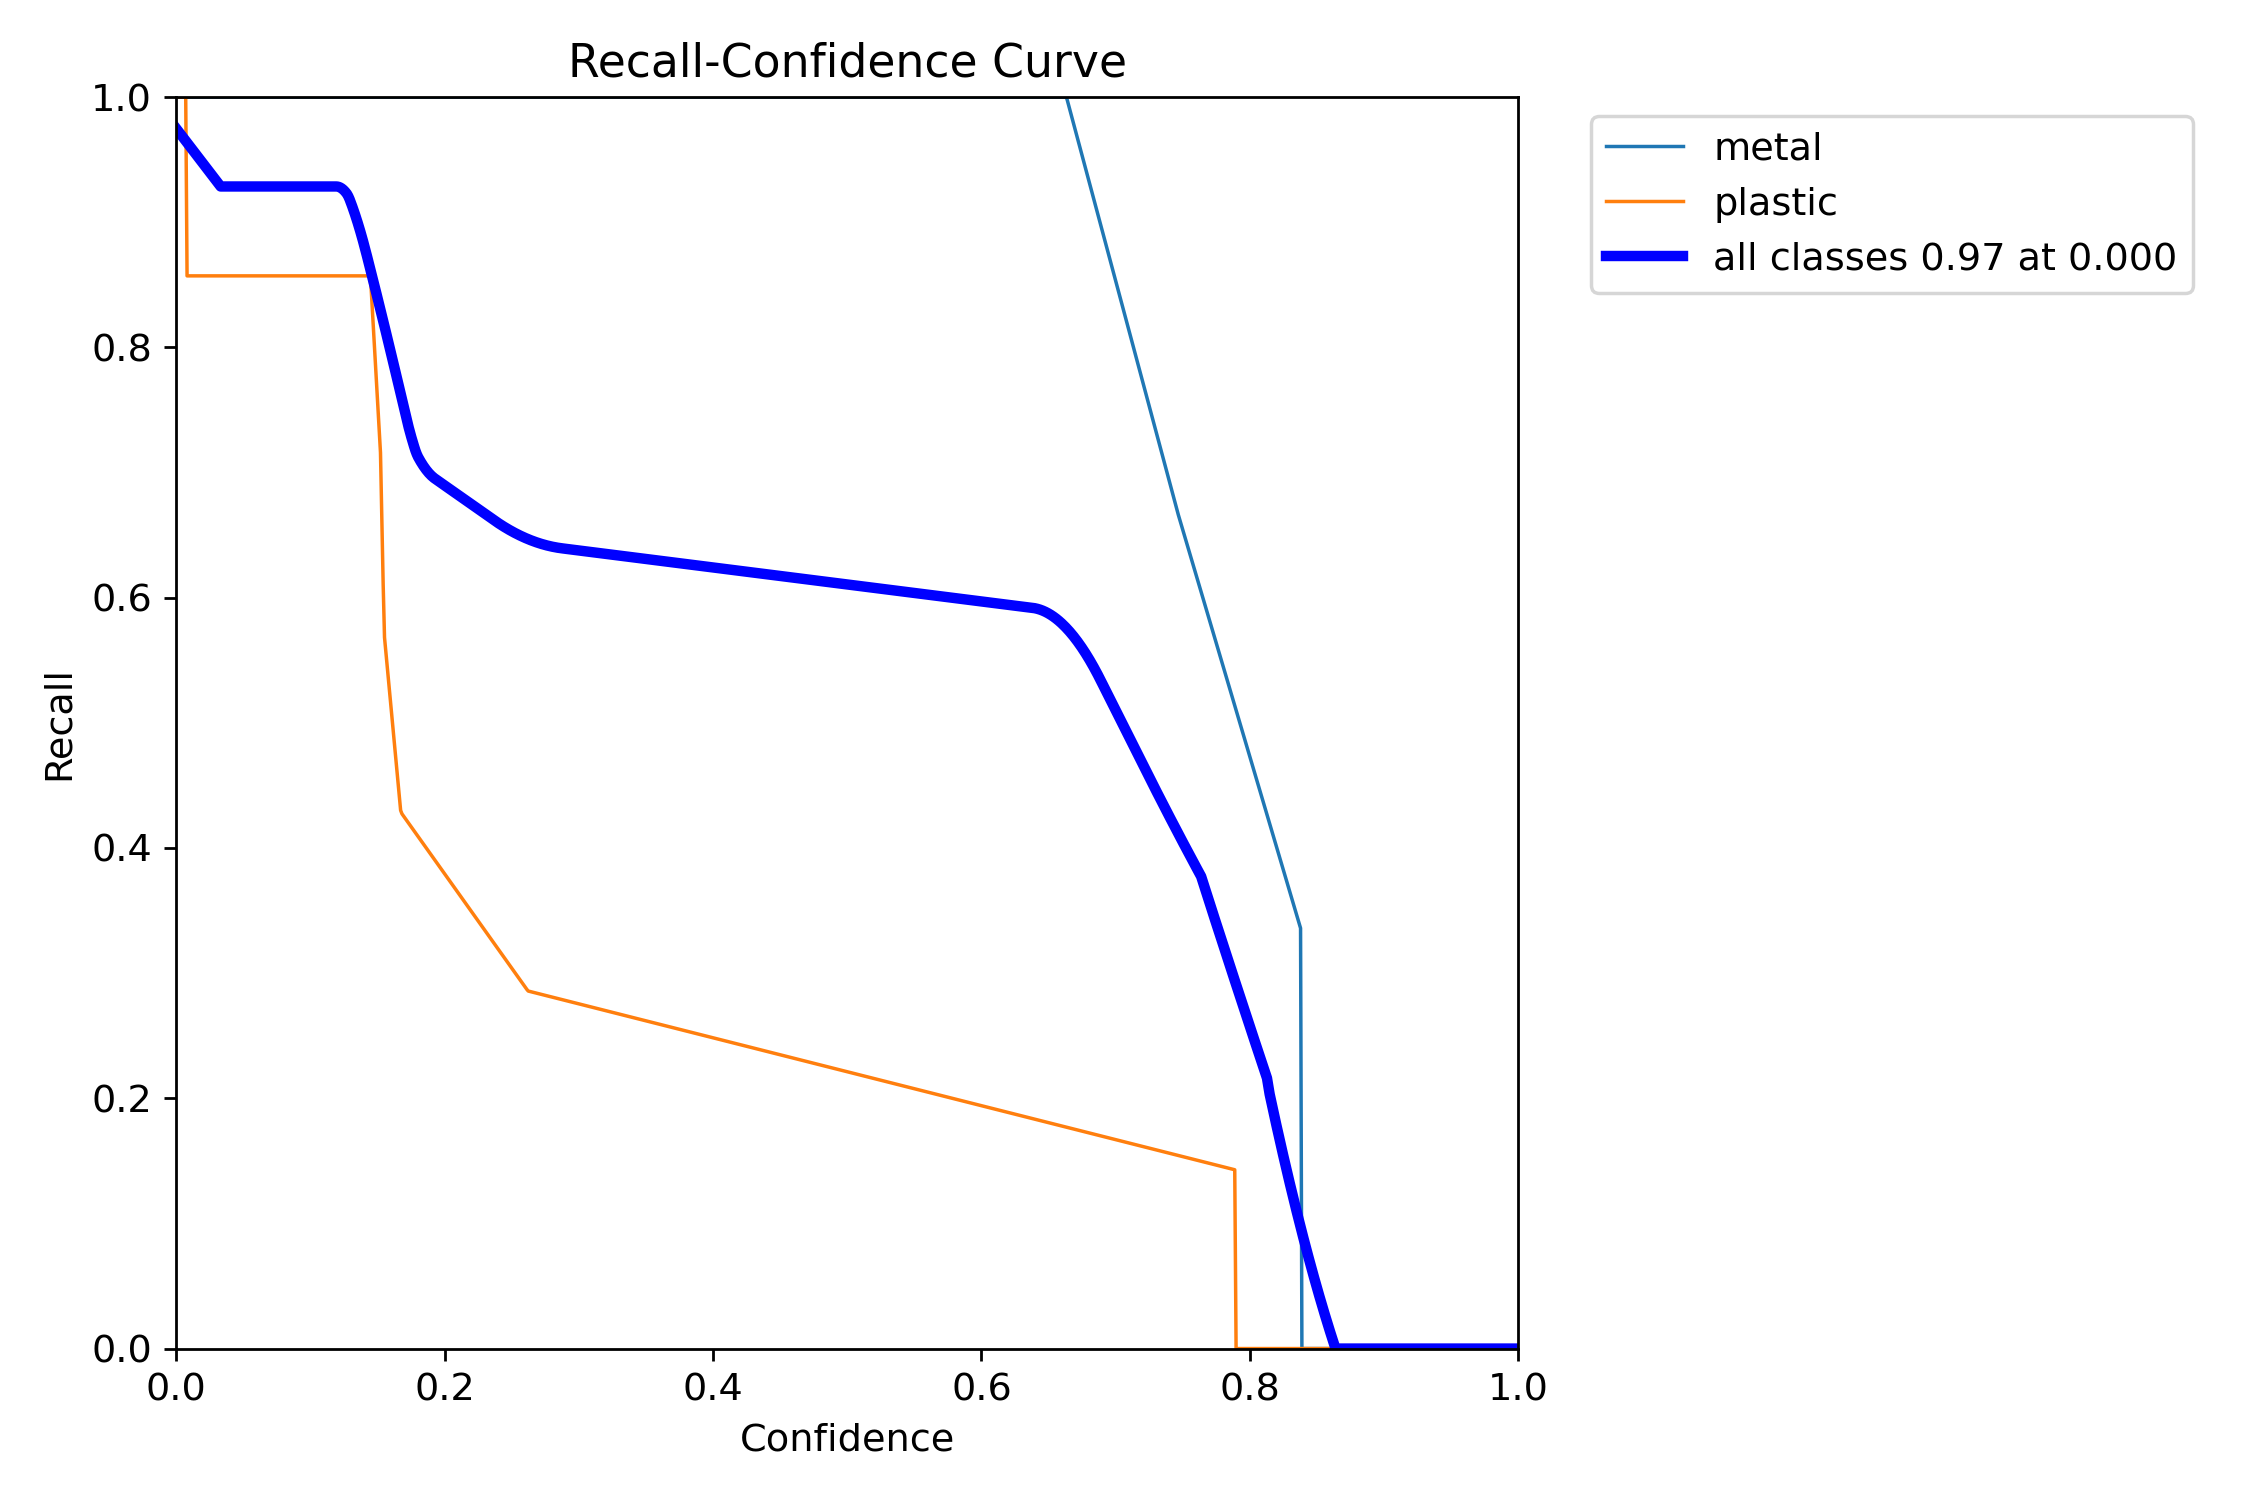 Recall-Confidence Curve
1.0
0.8
0.6
0.4
0.2
0.0
Recall
0.0 0.2 0.4 0.6 0.8 1.0
Confidence
metal
plastic
all classes 0.97 at 0.000